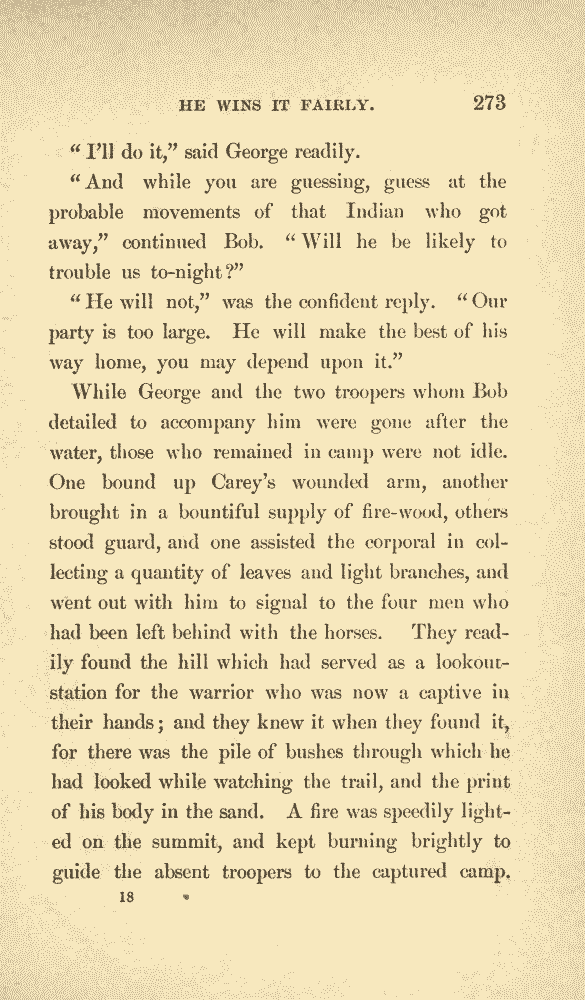 HE WINS IT FAIRLY. 273
“I’ll do it,” said George readily.
“And while you are guessing, guess at the
probable movements of that Indian who got
away,” continued Bob. “Will he be likely to
trouble us to-night?”
“He will not,” was the confident reply. “Our
party is too large. He will make the best of his
way home, you may depend upon it.”
While George and the two troopers whom Bob
detailed to accompany him were gone after the
water, those who remained in camp were not idle.
One bound up Carey’s wounded arm, another
brought in a bountiful supply of fire-wood, others
stood guard, and one assisted the corporal in col-
lecting a quantity of leaves and light branches, and
went out with him to signal to the four men who
had been left behind with the horses. They read-
ily found the hill which had served as a lookout-
station for the warrior who was now a captive in
their hands; and they knew it when they found it,
for there was the pile of bushes through which he
had looked while watching the trail, and the print
of his body in the sand. A fire was speedily light-
ed on the summit, and kept burning brightly to
guide the absent troopers to the captured camp.
18